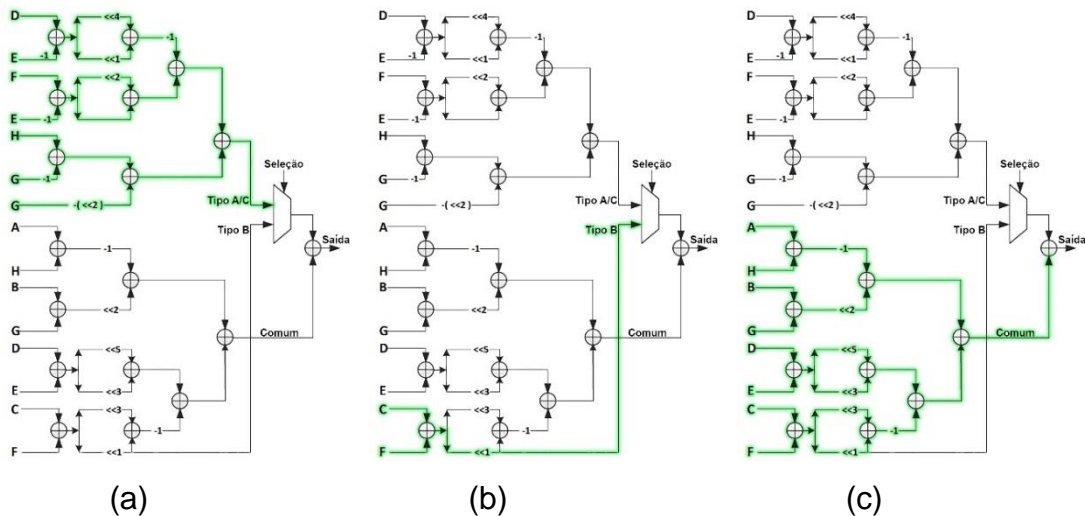 D <<4 -1
E -1 <<1
F <<2
E -1
H
G -1
G -( <<2 )
Seleção
Tipo A/C
Tipo B
Saída
A -1
H
B
G <<2
Comum
D <<5
E <<3
C <<3 -1
F <<1
(a)
D <<4 -1
E -1 <<1
F <<2
E -1
H
G -1
G -( <<2 )
Seleção
Tipo A/C
Tipo B
Saída
A -1
H
B
G <<2
Comum
D <<5
E <<3
C <<3 -1
F <<1
(b)
D <<4 -1
E -1 <<1
F <<2
E -1
H
G -1
G -( <<2 )
Seleção
Tipo A/C
Tipo B
Saída
A -1
H
B
G <<2
Comum
D <<5
E <<3
C <<3 -1
F <<1
(c)